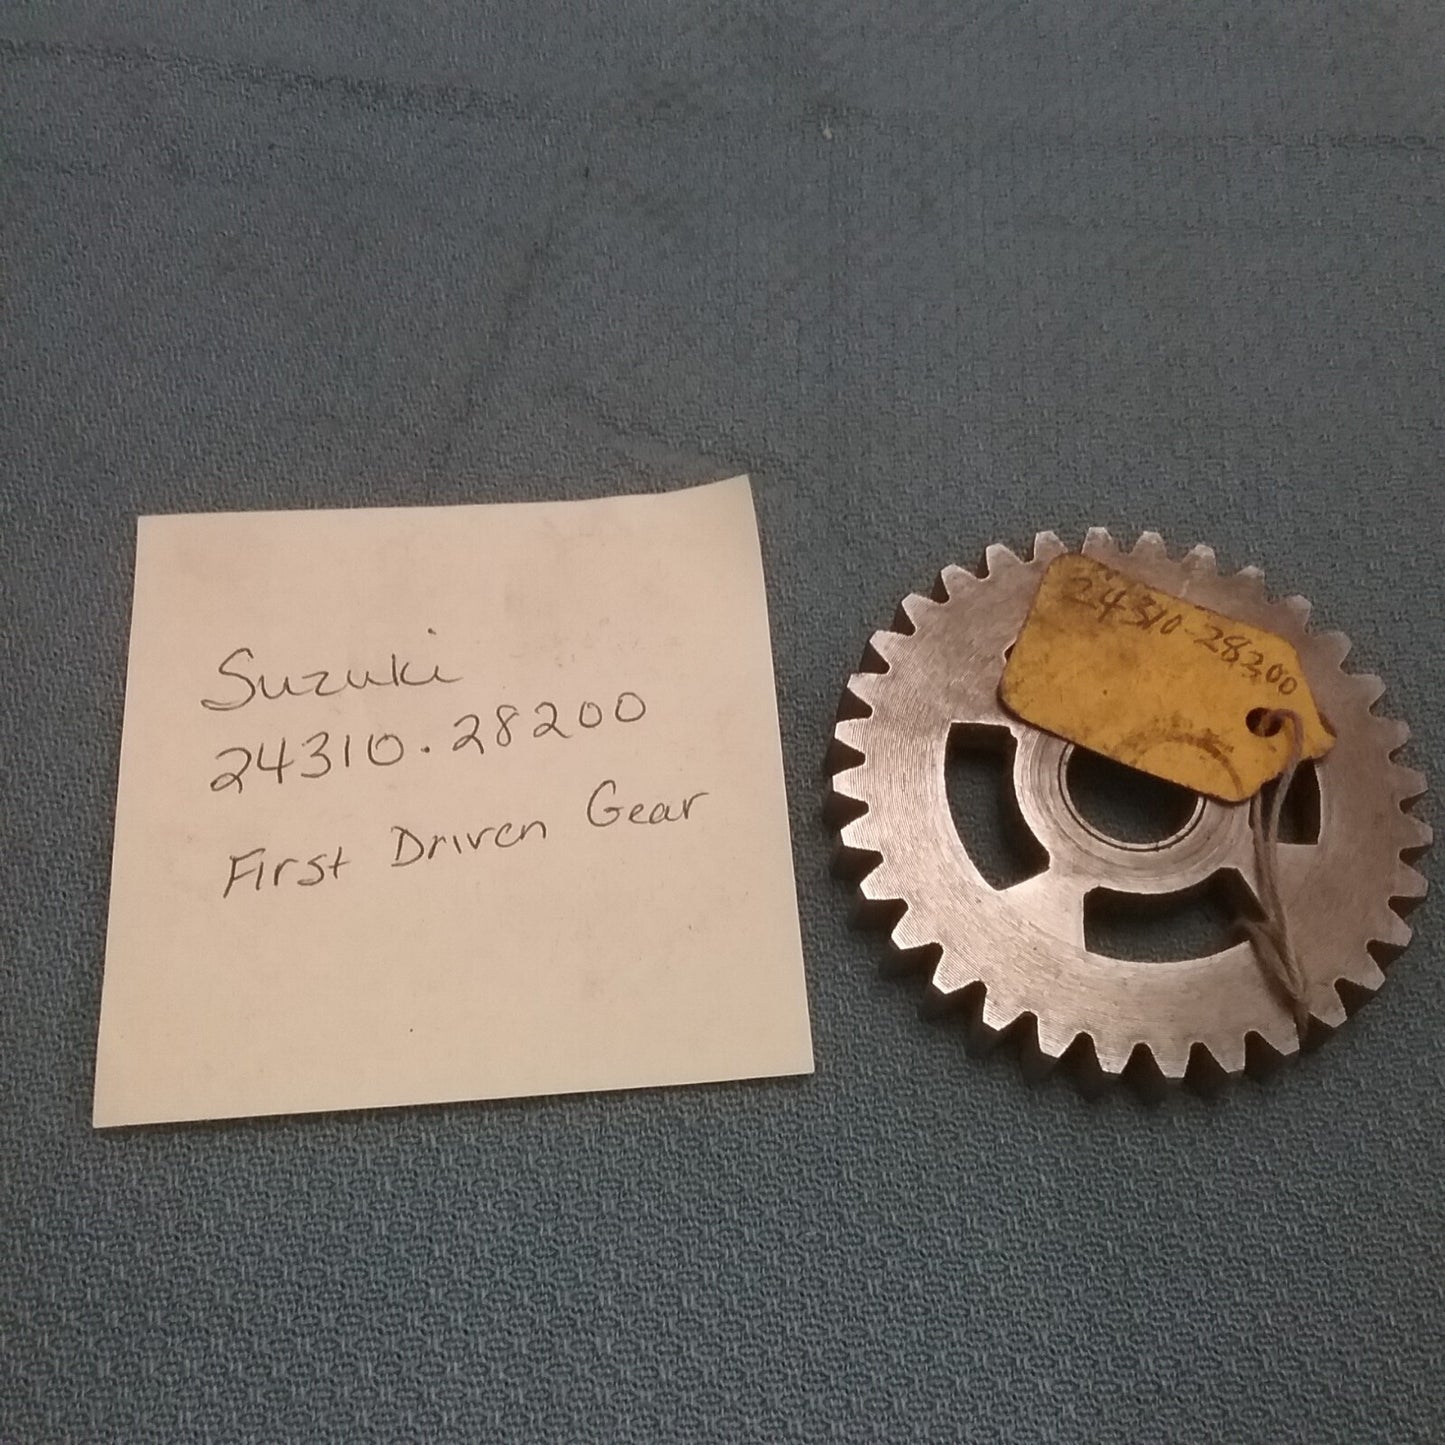 Suzuki
24310.28200
First Driven Gear
24310-28200